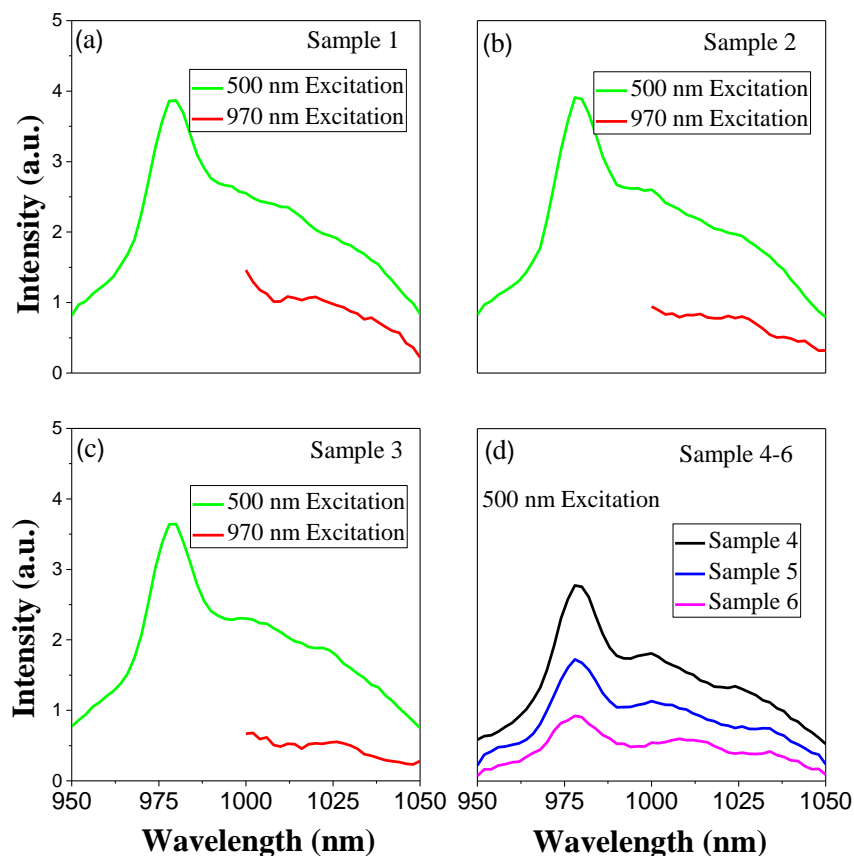 (a)
Sample 1
500 nm Excitation
970 nm Excitation
5
4
3
2
1
0
Intensity (a.u.)
(b)
Sample 2
500 nm Excitation
970 nm Excitation
(c)
Sample 3
500 nm Excitation
970 nm Excitation
5
4
3
2
1
0
Intensity (a.u.)
950 975 1000 1025 1050
Wavelength (nm)
(d)
Sample 4-6
500 nm Excitation
Sample 4
Sample 5
Sample 6
950 975 1000 1025 1050
Wavelength (nm)